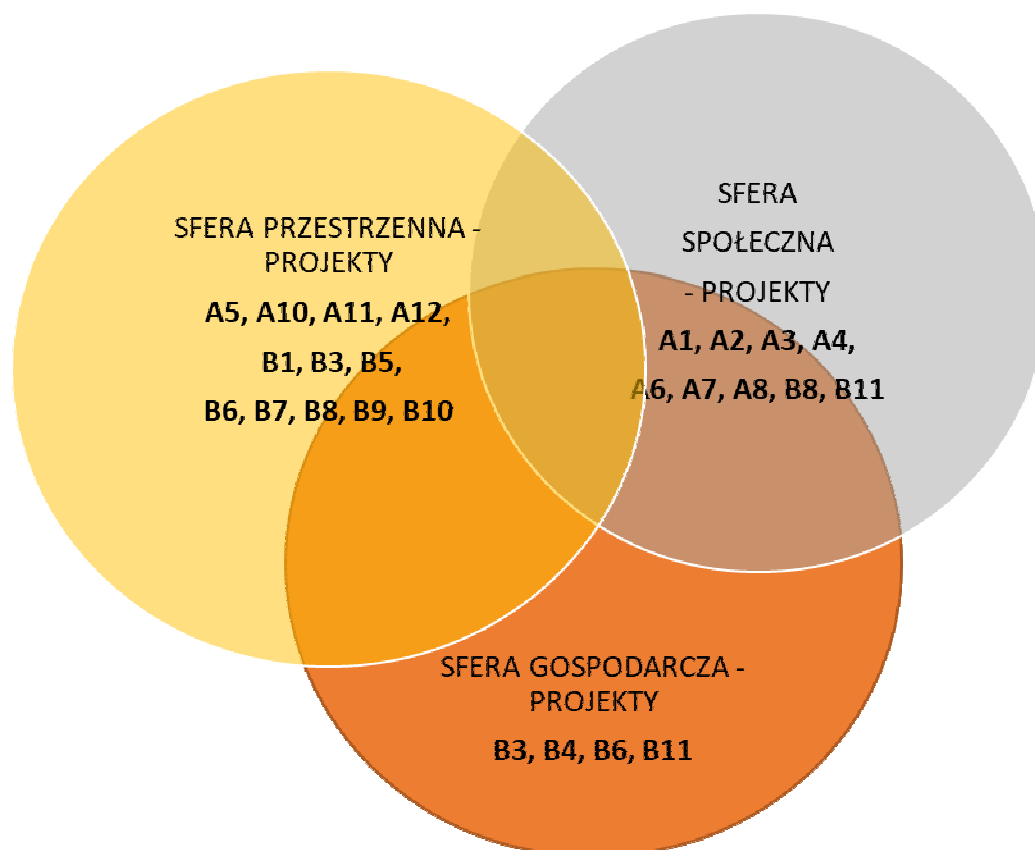 SFERA PRZESTRZENNA -
PROJEKTY
A5, A10, A11, A12,
B1, B3, B5,
B6, B7, B8, B9, B10
SFERA
SPOŁECZNA
- PROJEKTY
A1, A2, A3, A4,
A6, A7, A8, B8, B11
SFERA GOSPODARCZA -
PROJEKTY
B3, B4, B6, B11